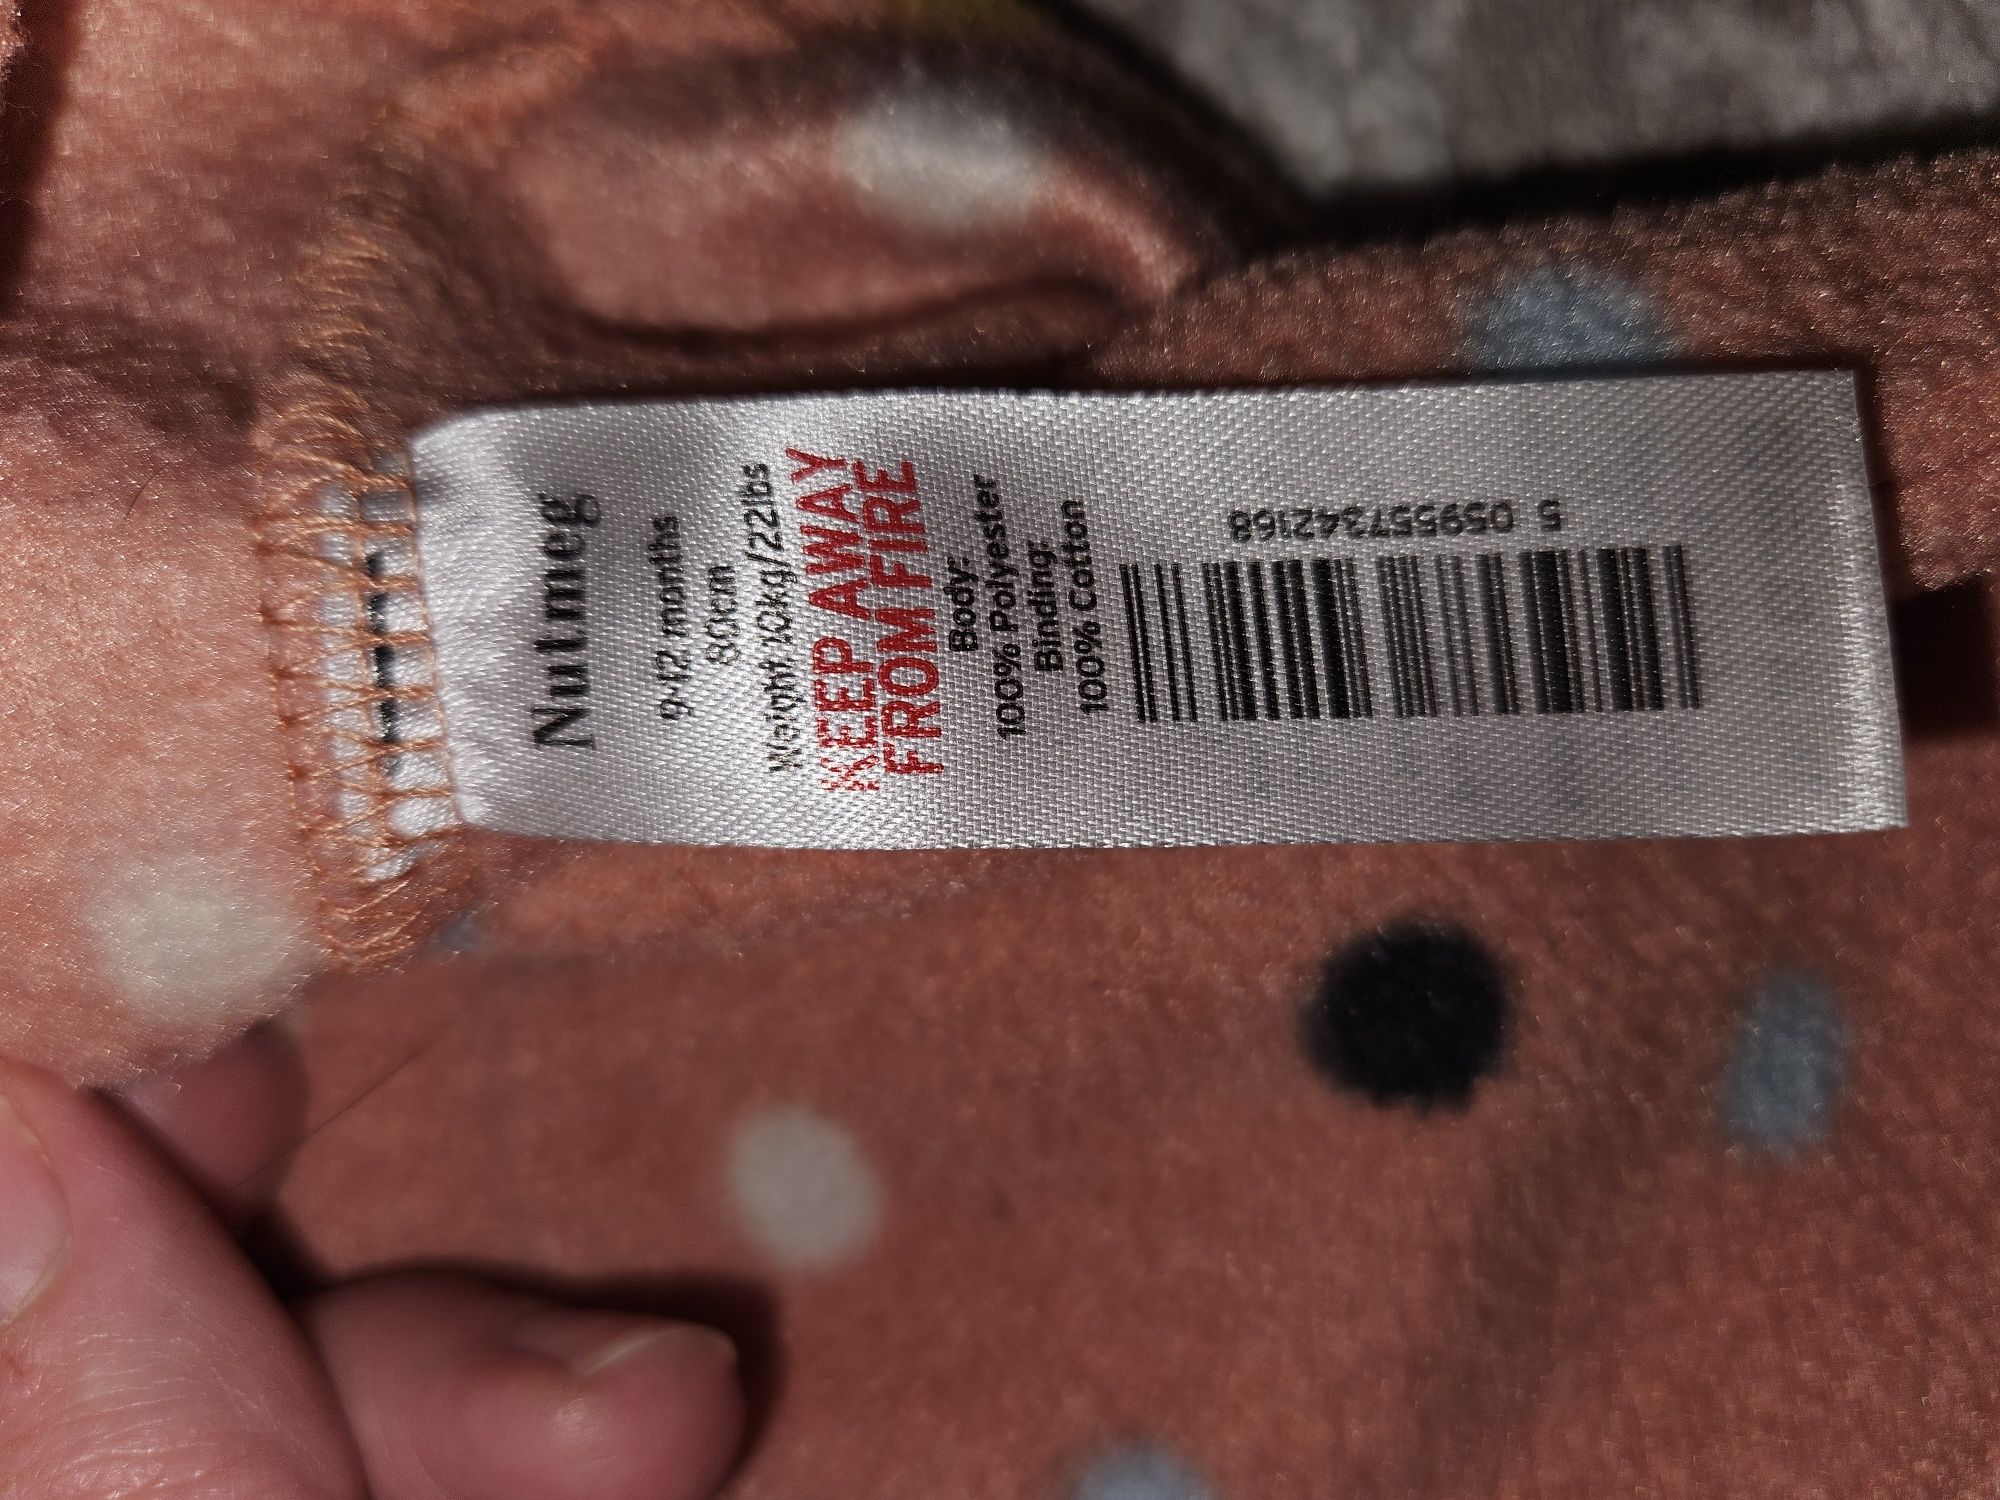 Nutmeg
9-12 months
80cm
Weight 10kg/22lbs
KEEP AWAY
FROM FIRE
Body:
100% Polyester
Binding:
100% Cotton
5 059557342168